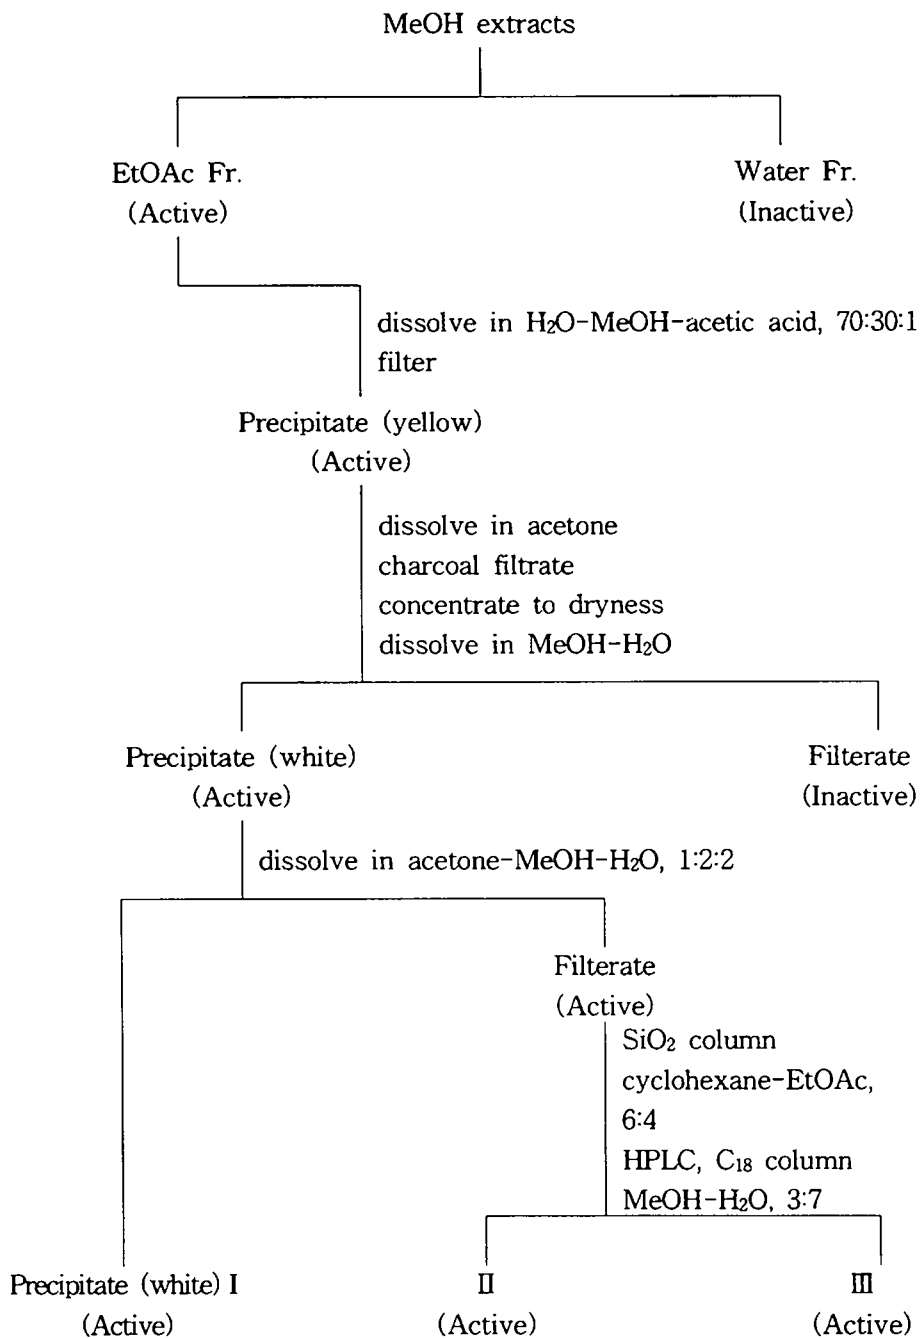 MeOH extracts
EtOAc Fr.
(Active)
Water Fr.
(Inactive)
dissolve in H₂O-MeOH-acetic acid, 70:30:1
filter
Precipitate (yellow)
(Active)
dissolve in acetone
charcoal filtrate
concentrate to dryness
dissolve in MeOH-H₂O
Precipitate (white)
(Active)
Filterate
(Inactive)
dissolve in acetone-MeOH-H₂O, 1:2:2
Filterate
(Active)
SiO₂ column
cyclohexane-EtOAc,
6:4
HPLC, C₁₈ column
MeOH-H₂O, 3:7
Precipitate (white) Ⅰ
(Active)
Ⅱ
(Active)
Ⅲ
(Active)